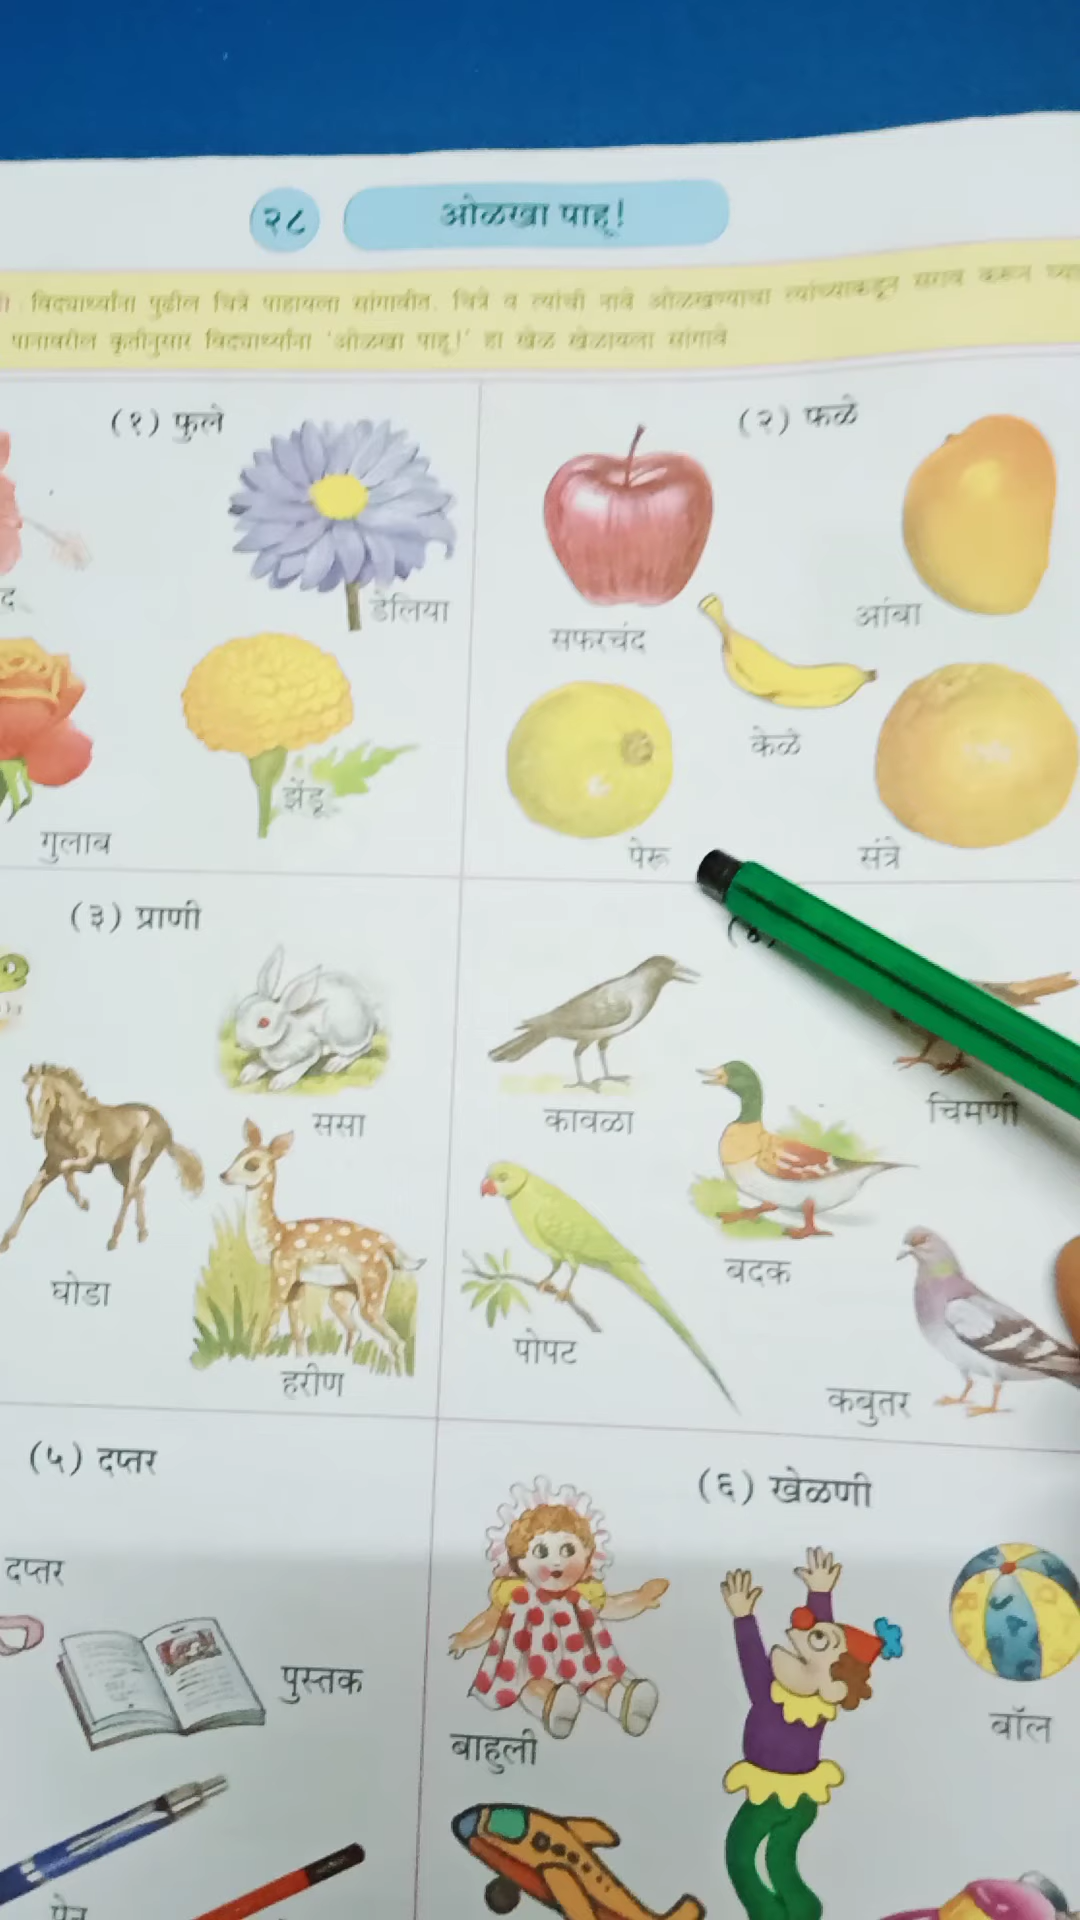 २८ ओळखा पाहू!
विद्यार्थ्यांना पुढील चित्रे पाहायला सांगावीत. चित्रे व त्यांची नावे ओळखण्याचा त्यांच्याकडून सराव करून
पानावरील कृतीनुसार विद्यार्थ्यांना 'ओळखा पाहू!' हा खेळ खेळायला सांगावे
(१) फुले
डेलिया
झेंडू
गुलाब
(२) फळे
सफरचंद
आंबा
केळे
पेरू
संत्रे
(३) प्राणी
ससा
घोडा
हरीण
कावळा
चिमणी
बदक
पोपट
कबुतर
(५) दप्तर
दप्तर
पुस्तक
पेन
(६) खेळणी
बाहुली
बॉल